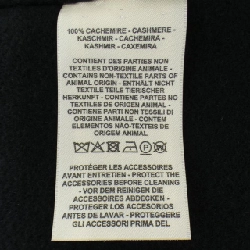 100% CACHEMIRE - CASHMERE -
KASCHMIR - CACHEMIRA -
KASHMIR - CAXEMIRA
CONTIENT DES PARTIES NON
TEXTILES D'ORIGINE ANIMALE -
CONTAINS NON-TEXTILE PARTS OF
ANIMAL ORIGIN - ENTHÄLT NICHT
TEXTILE TEILE TIERISCHER
HERKUNFT - CONTIENE PARTES NO
TEXTILES DE ORIGEN ANIMAL -
CONTIENE PARTI NON TESSILI DI
ORIGINE ANIMALE - CONTEM
ELEMENTOS NÃO-TEXTEIS DE
ORIGEM ANIMAL
P
PROTÉGER LES ACCESSOIRES
AVANT ENTRETIEN - PROTECT THE
ACCESSORIES BEFORE CLEANING
- VOR DEM REINIGEN DIE
ACCESSOIRES ABDECKEN -
PROTEGER LOS ACCESORIOS
ANTES DE LAVAR - PROTEGGERE
GLI ACCESSORI PRIMA DEL